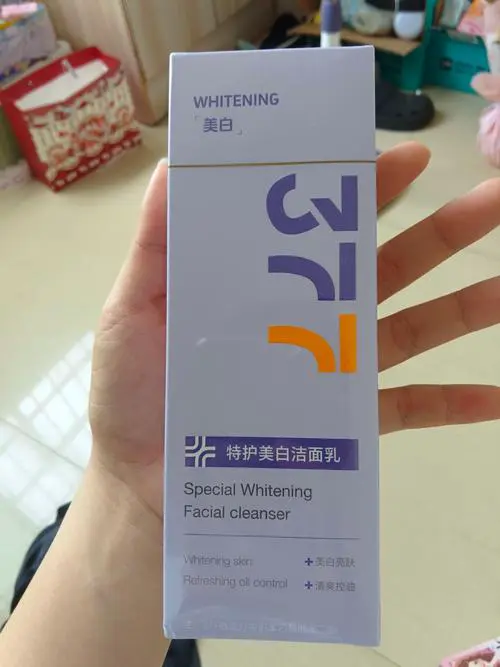 WHITENING
「美白」
特护美白洁面乳
Special Whitening
Facial cleanser
Whitening skin +美白亮肤
Refreshing oil control +清爽控油